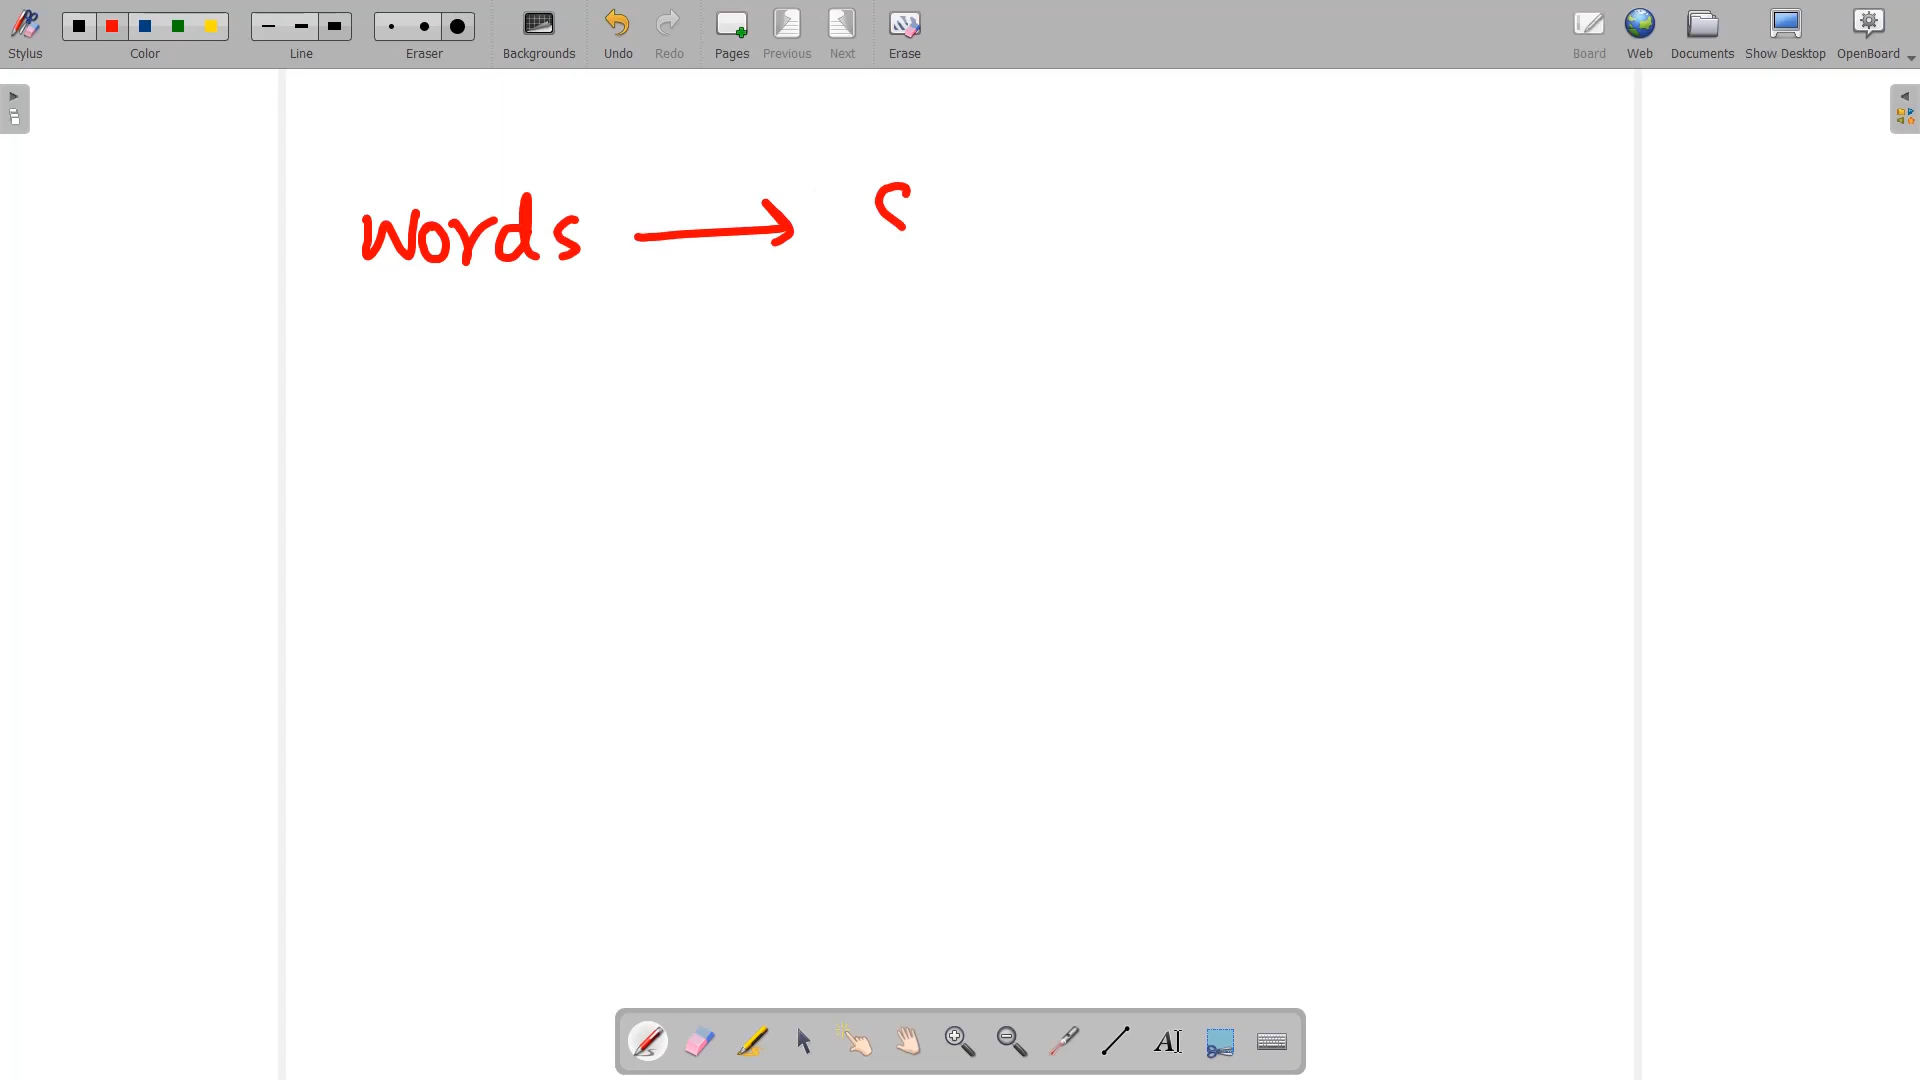 Stylus Color Line Eraser Backgrounds Undo Redo Pages Previous Next Erase Board Web Documents Show Desktop OpenBoard
words →